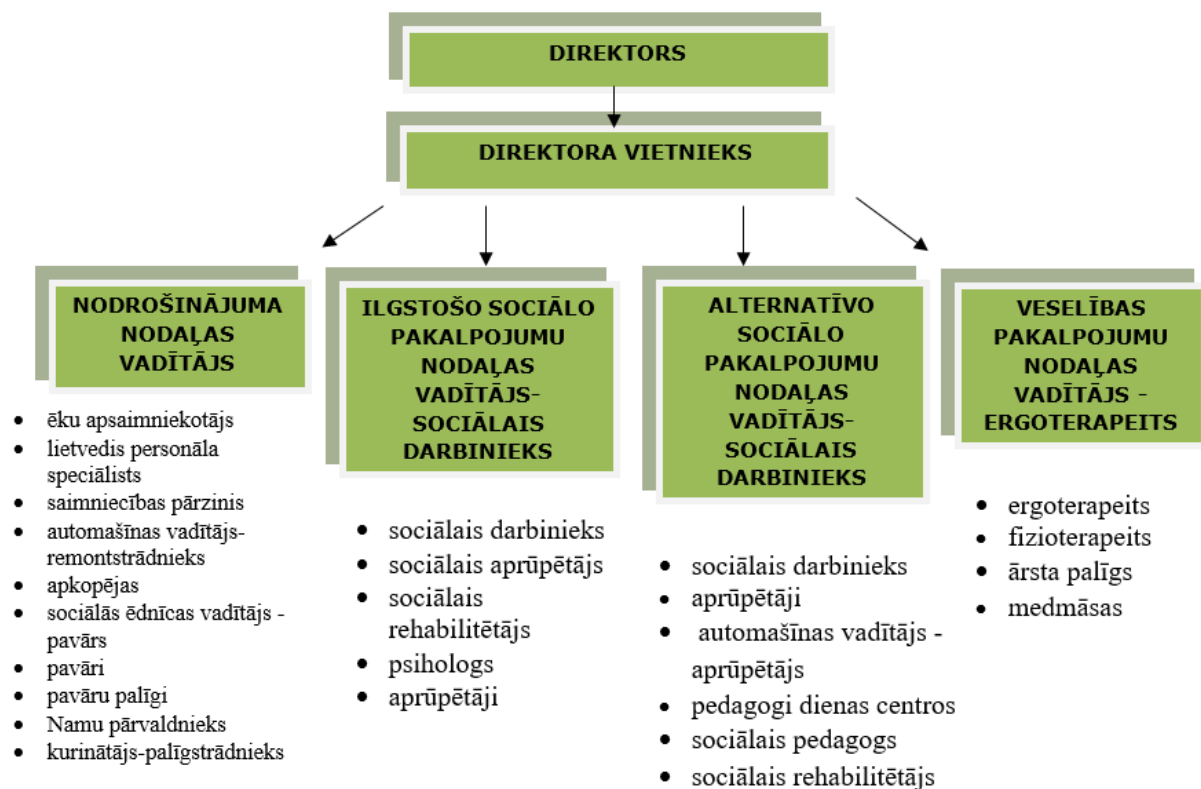 DIREKTORS
DIREKTORA VIETNIEKS
NODROŠINĀJUMA
NODAĻAS
VADĪTĀJS
• ēku apsaimniekotājs
• lietvedis personāla
speciālists
• saimniecības pārzinis
• automašīnas vadītājs-
remontstrādnieks
• apkopējas
• sociālās ēdnīcas vadītājs -
pavārs
• pavāri
• pavāru palīgi
• Namu pārvaldnieks
• kurinātājs-palīgstrādnieks
ILGSTOŠO SOCIĀLO
PAKALPOJUMU
NODAĻAS
VADĪTĀJS-
SOCIĀLAIS
DARBINIEKS
• sociālais darbinieks
• sociālais aprūpētājs
• sociālais
rehabilitētājs
• psihologs
• aprūpētāji
ALTERNATĪVO
SOCIĀLO
PAKALPOJUMU
NODAĻAS
VADĪTĀJS-
SOCIĀLAIS
DARBINIEKS
• sociālais darbinieks
• aprūpētāji
• automašīnas vadītājs -
aprūpētājs
• pedagogi dienas centros
• sociālais pedagogs
• sociālais rehabilitētājs
VESELĪBAS
PAKALPOJUMU
NODAĻAS
VADĪTĀJS -
ERGOTERAPEITS
• ergoterapeits
• fizioterapeits
• ārsta palīgs
• medmāsas